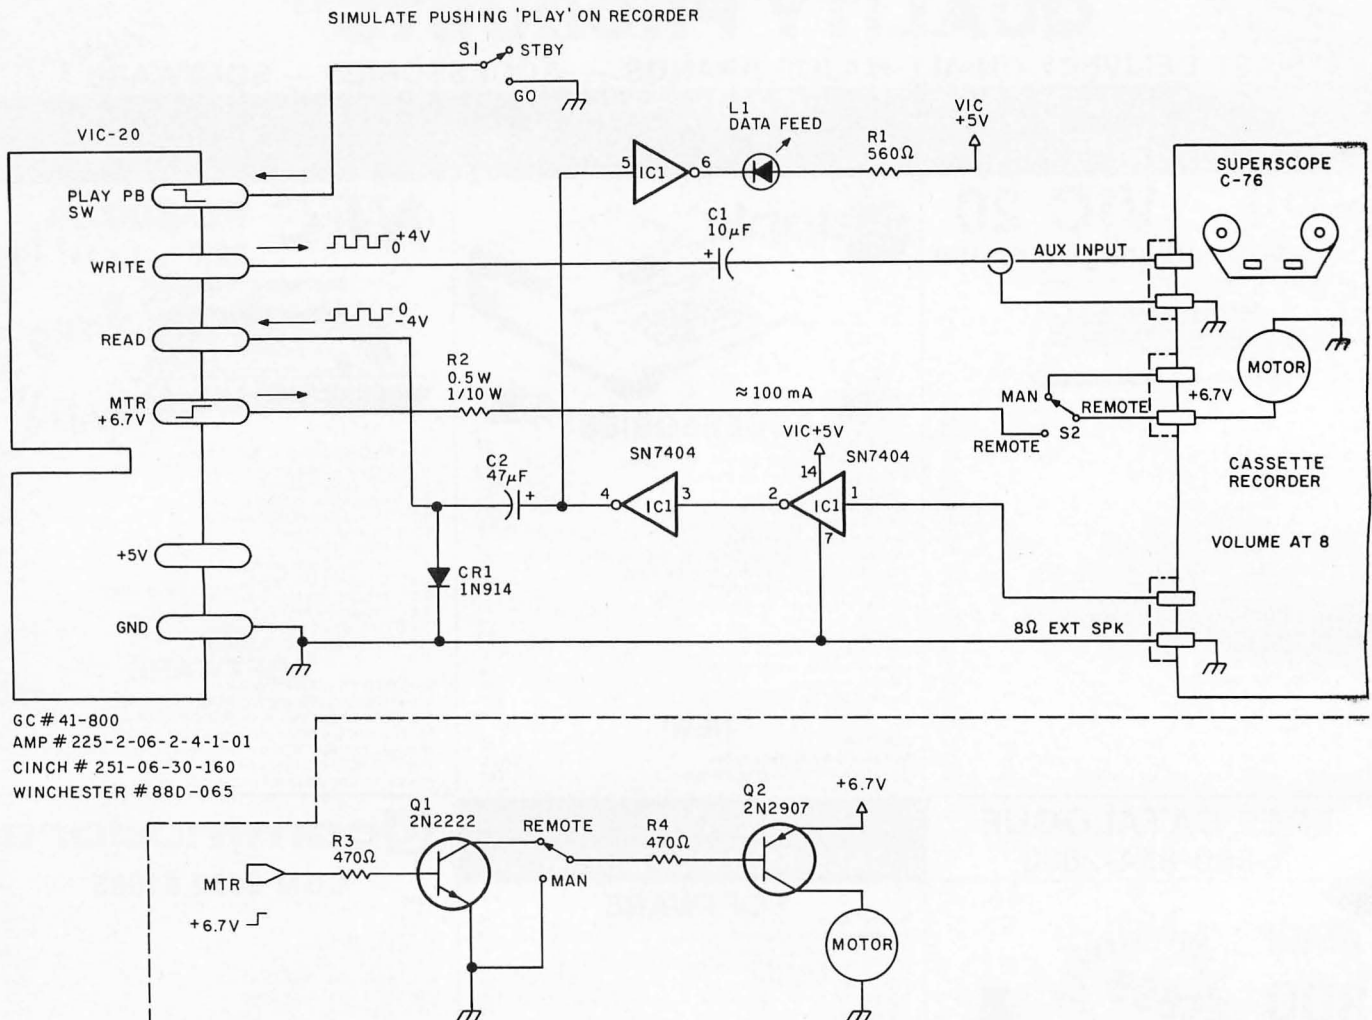 SIMULATE PUSHING 'PLAY' ON RECORDER
S1
STBY
GO
VIC-20
PLAY PB
SW
WRITE
+4V
0
READ
0
-4V
MTR
+6.7V
+5V
GND
L1
DATA FEED
5
IC1
6
R1
560Ω
VIC
+5V
C1
10µF
AUX INPUT
SUPERSCOPE
C-76
MOTOR
+6.7V
CASSETTE
RECORDER
VOLUME AT 8
R2
0.5 W
1/10 W
≈100 mA
MAN
REMOTE
REMOTE
S2
C2
47µF
+
+
SN7404
4
IC1
3
VIC+5V
14
SN7404
2
IC1
1
7
CR1
1N914
8Ω EXT SPK
GC # 41-800
AMP # 225-2-06-2-4-1-01
CINCH # 251-06-30-160
WINCHESTER # 88D-065
MTR
+6.7V
R3
470Ω
Q1
2N2222
REMOTE
MAN
R4
470Ω
Q2
2N2907
+6.7V
MOTOR